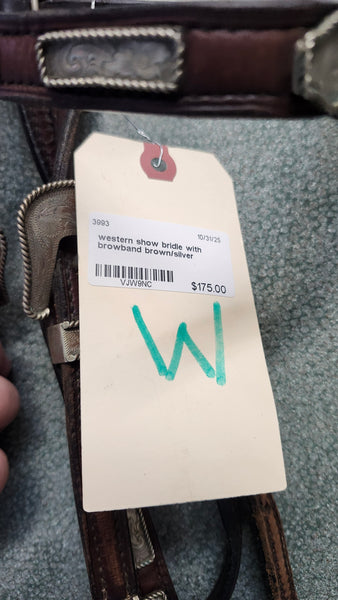 3993 10/31/25
western show bridle with
browband brown/silver
VJW9NC $175.00
W